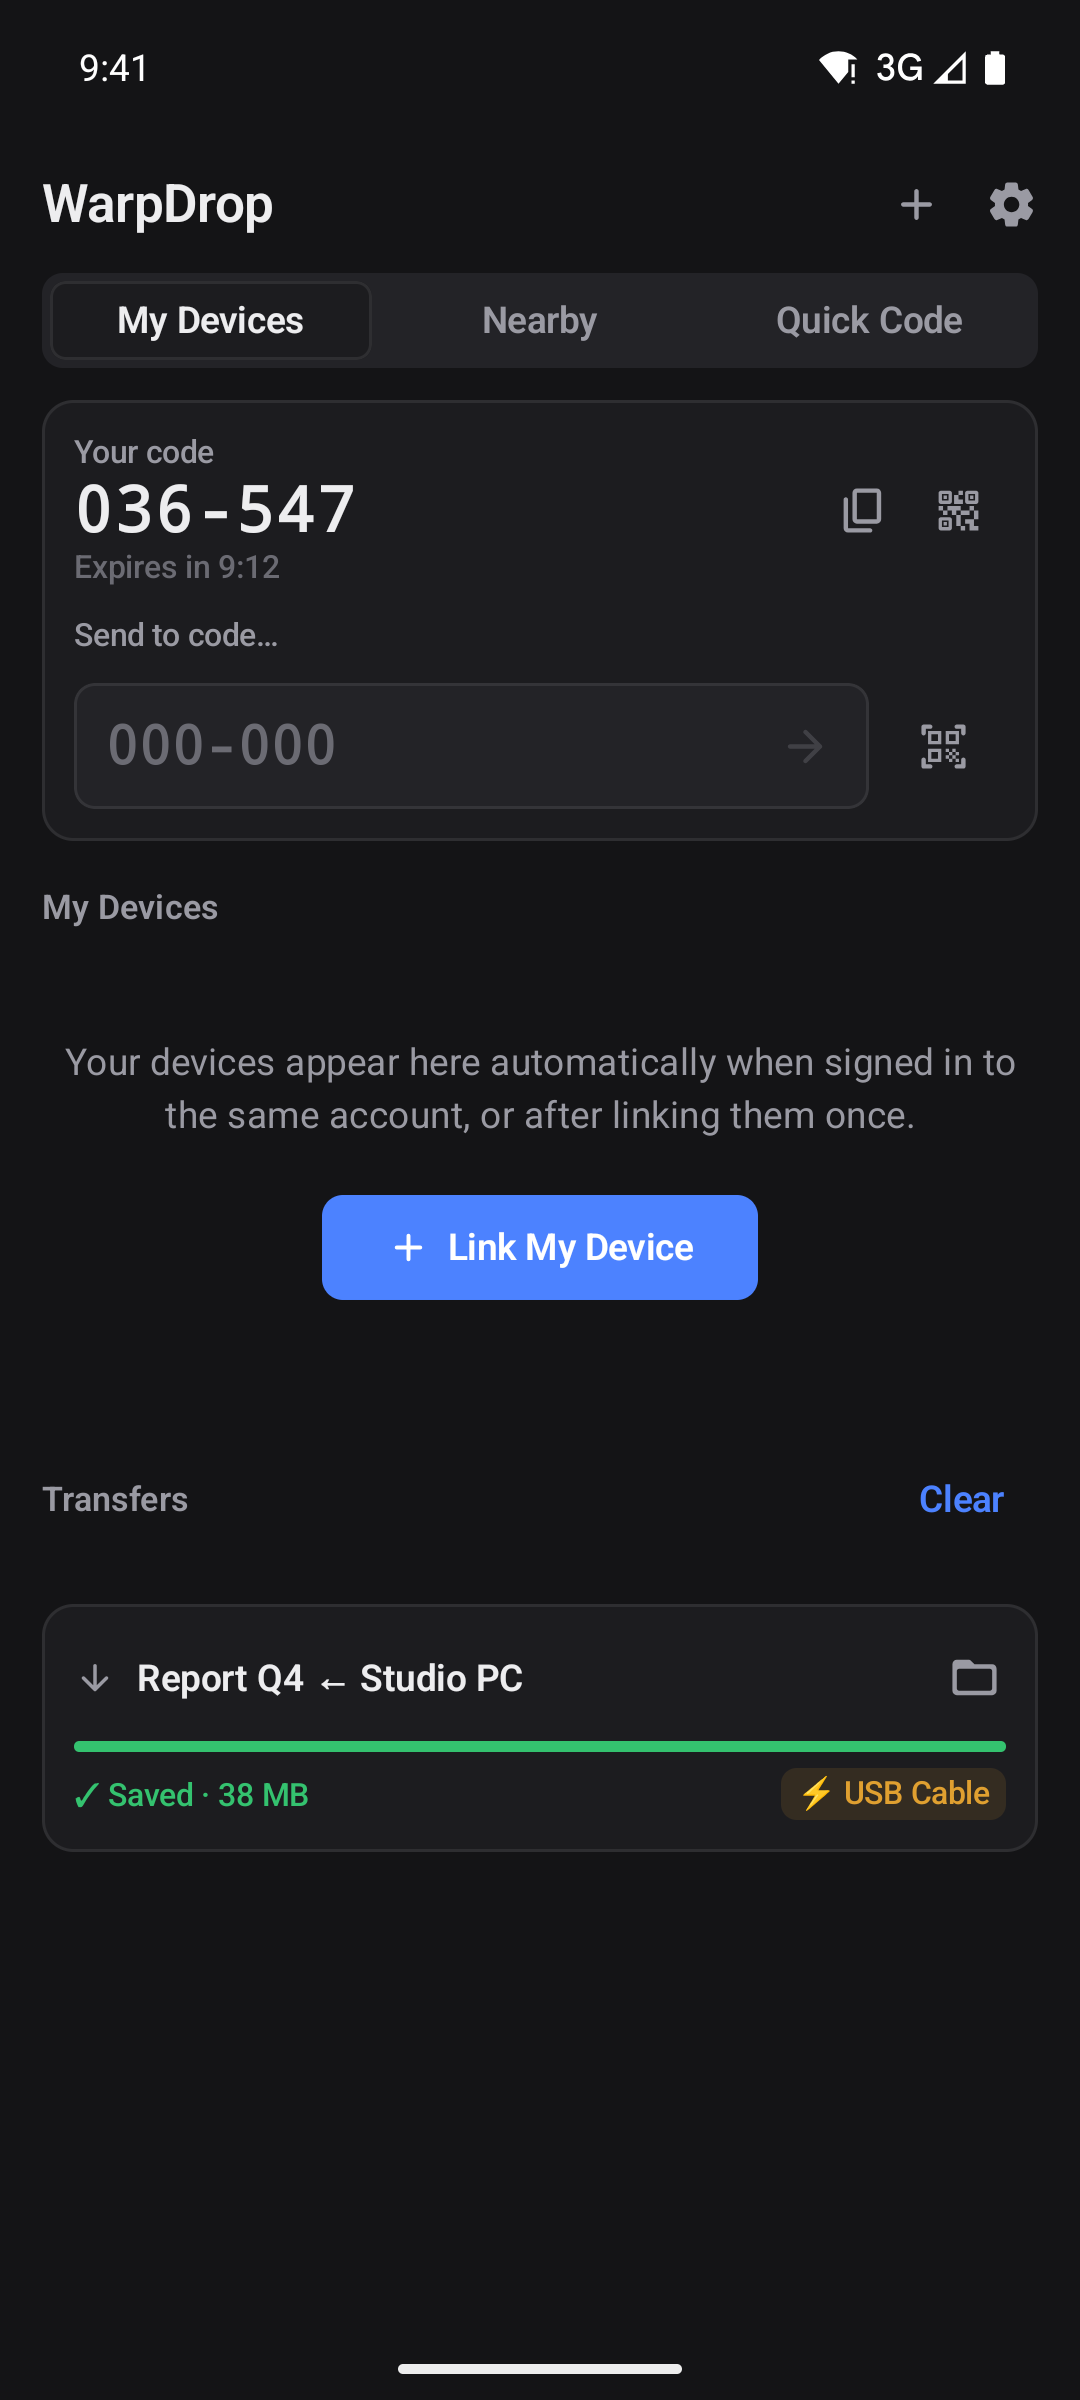 9:41
3G
WarpDrop
My Devices
Nearby
Quick Code
Your code
036-547
Expires in 9:12
Send to code…
000-000
My Devices
Your devices appear here automatically when signed in to
the same account, or after linking them once.
+ Link My Device
Transfers
Clear
Report Q4 ← Studio PC
✓ Saved · 38 MB
⚡ USB Cable